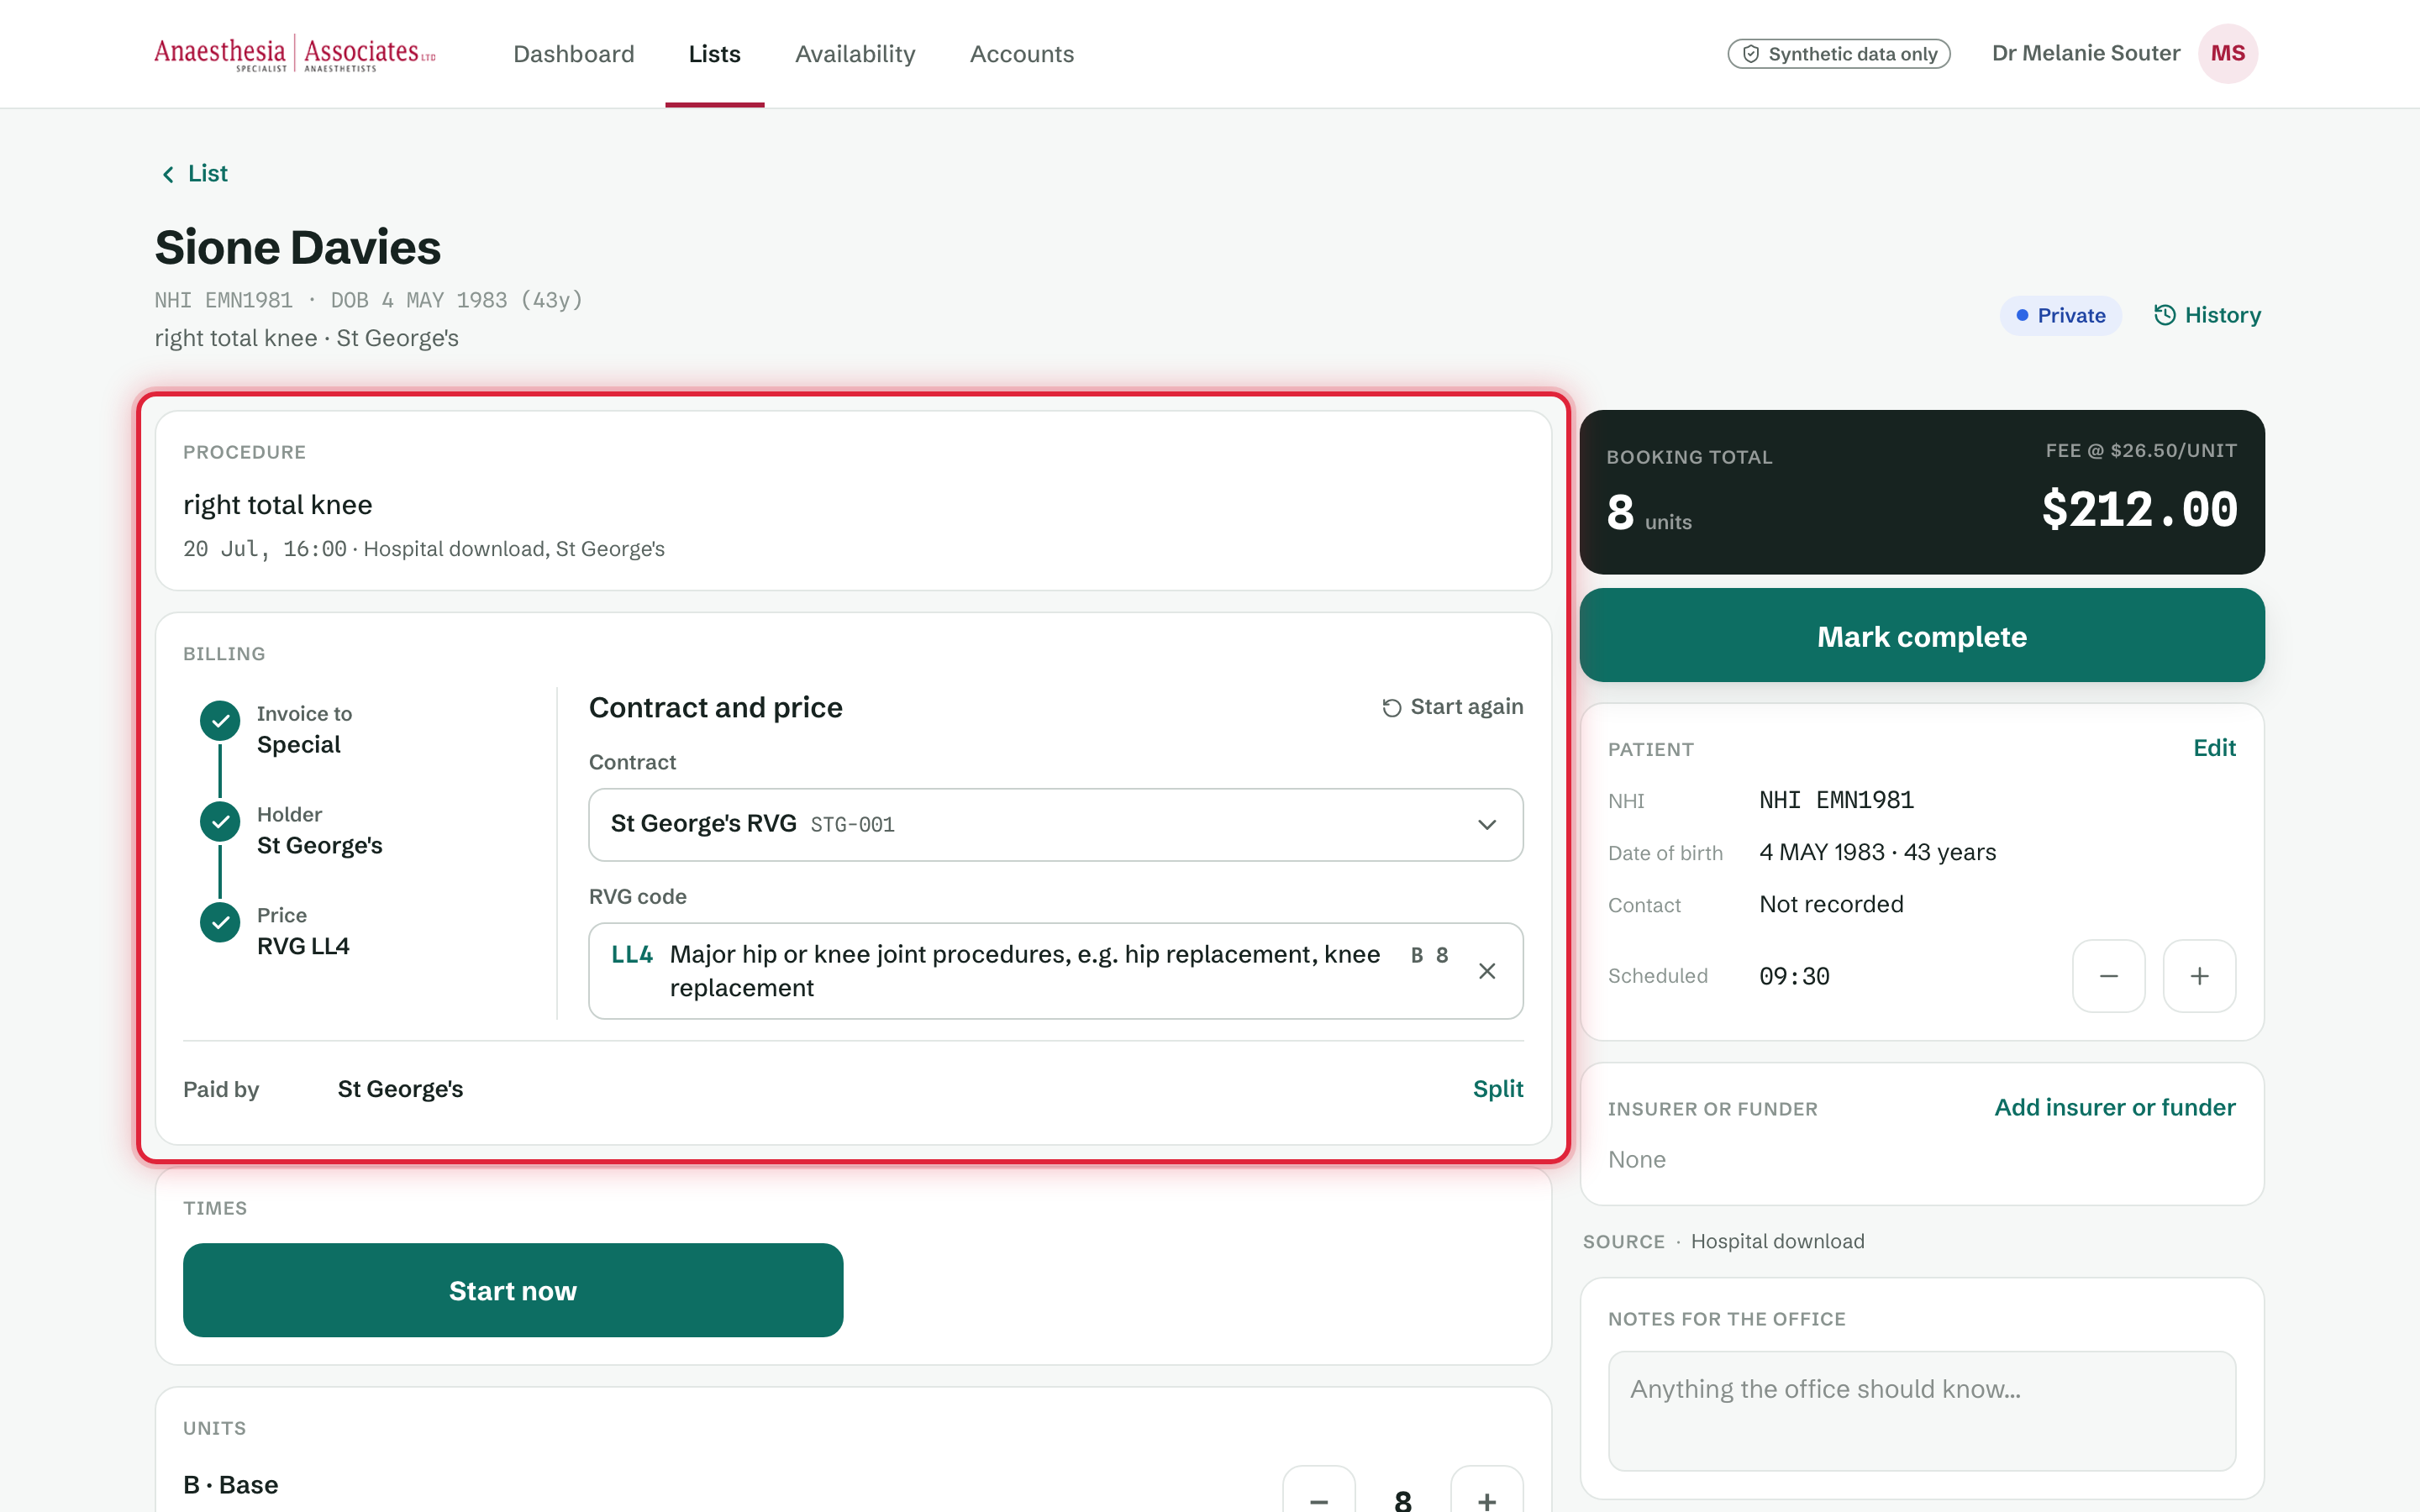 Anaesthesia | Associates LTD
SPECIALIST ANAESTHETISTS
Dashboard
Lists
Availability
Accounts
Synthetic data only
Dr Melanie Souter
MS
List
Sione Davies
NHI EMN1981 · DOB 4 MAY 1983 (43y)
right total knee · St George's
Private
History
PROCEDURE
right total knee
20 Jul, 16:00 · Hospital download, St George's
BILLING
Invoice to
Special
Holder
St George's
Price
RVG LL4
Contract and price
Start again
Contract
St George's RVG STG-001
RVG code
LL4 Major hip or knee joint procedures, e.g. hip replacement, knee replacement B 8
Paid by St George's Split
TIMES
Start now
UNITS
B · Base
− 8 +
BOOKING TOTAL
8 units
FEE @ $26.50/UNIT
$212.00
Mark complete
PATIENT Edit
NHI NHI EMN1981
Date of birth 4 MAY 1983 · 43 years
Contact Not recorded
Scheduled 09:30 − +
INSURER OR FUNDER Add insurer or funder
None
SOURCE · Hospital download
NOTES FOR THE OFFICE
Anything the office should know...